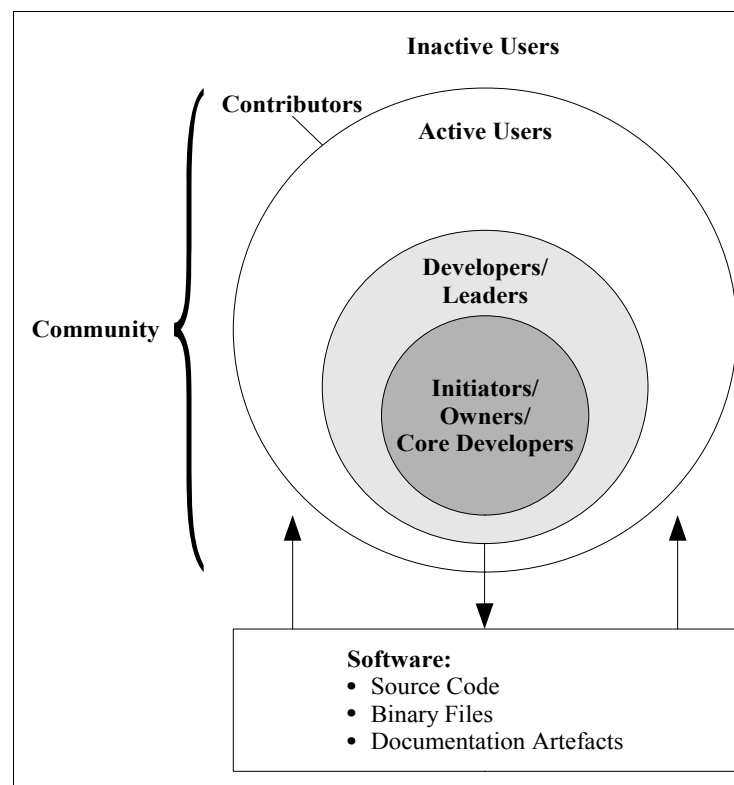 Inactive Users
Contributors
Active Users
Developers/
Leaders
Community
Initiators/
Owners/
Core Developers
Software:
• Source Code
• Binary Files
• Documentation Artefacts